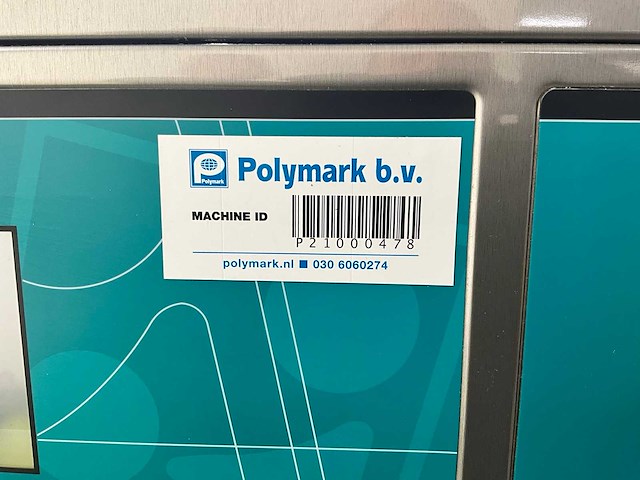 Polymark
Polymark b.v.
MACHINE ID
P21000478
polymark.nl ■ 030 6060274